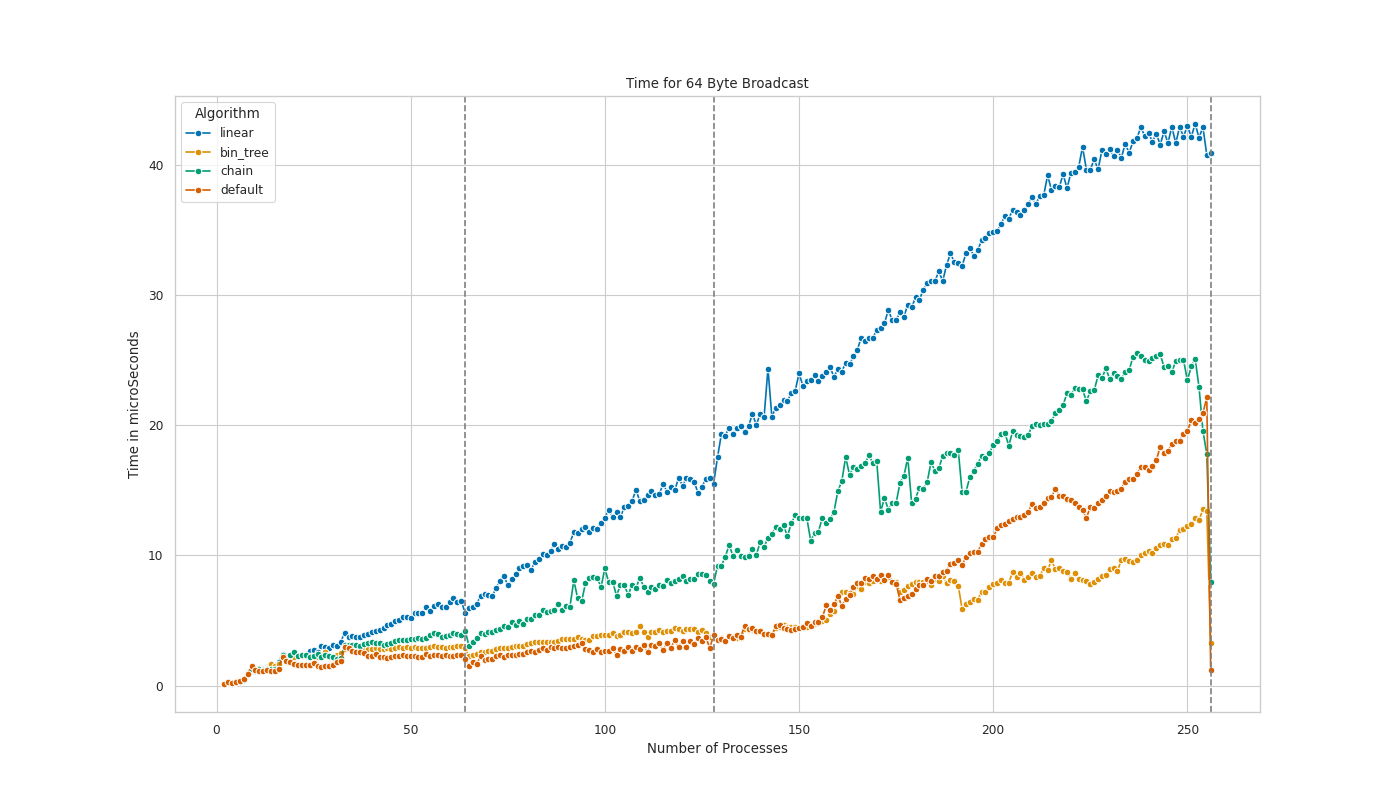 Time for 64 Byte Broadcast
Algorithm
linear
bin_tree
chain
default
Time in microSeconds
40
30
20
10
0
0 50 100 150 200 250
Number of Processes